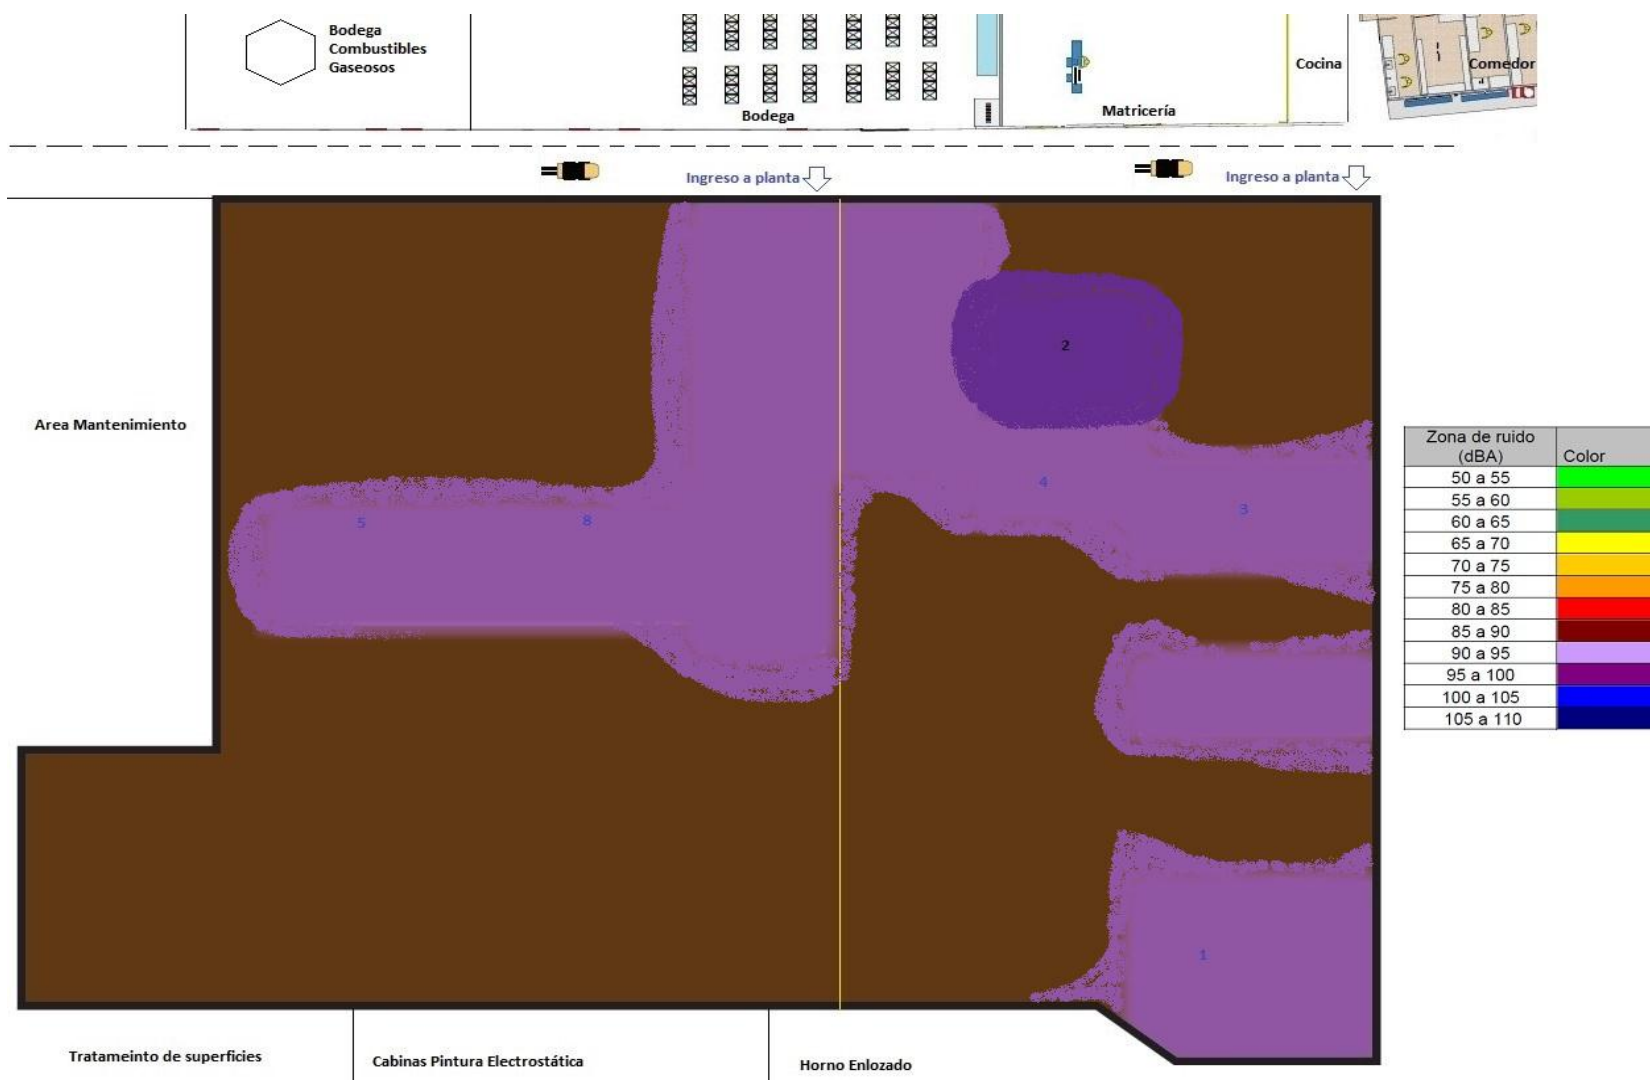 Bodega
Combustibles
Gaseosos
Bodega
Matricería
Cocina
Comedor
Ingreso a planta
Ingreso a planta
Area Mantenimiento
2
4
3
5
8
1
Zona de ruido
(dBA)
Color
50 a 55
55 a 60
60 a 65
65 a 70
70 a 75
75 a 80
80 a 85
85 a 90
90 a 95
95 a 100
100 a 105
105 a 110
Tratameinto de superficies
Cabinas Pintura Electrostática
Horno Enlozado